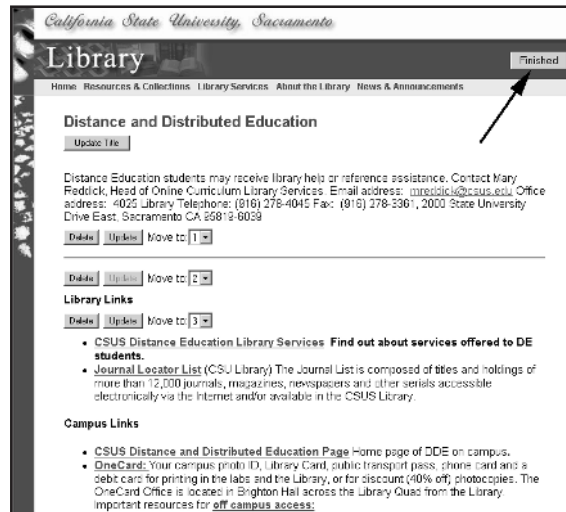 California State University, Sacramento
Library
Finished
Home Resources & Collections Library Services About the Library News & Announcements
Distance and Distributed Education
Update Title
Distance Education students may receive library help or reference assistance. Contact Mary
Reddick, Head of Online Curriculum Library Services. Email address: mreddick@csus.edu Office
address: 4025 Library Telephone: (916) 278-4045 Fax: (916) 278-3361, 2000 State University
Drive East, Sacramento CA 95819-6039
Delete Update Move to: 1
Delete Update Move to: 2
Library Links
Delete Update Move to: 3
• CSUS Distance Education Library Services Find out about services offered to DE
students.
• Journal Locator List (CSU Library) The Journal List is composed of titles and holdings of
more than 12,000 journals, magazines, newspapers and other serials accessible
electronically via the Internet and/or available in the CSUS Library.
Campus Links
• CSUS Distance and Distributed Education Page Home page of DDE on campus.
• OneCard: Your campus photo ID, Library Card, public transport pass, phone card and a
debit card for printing in the labs and the Library, or for discount (40% off) photocopies. The
OneCard Office is located in Brighton Hall across the Library Quad from the Library.
Important resources for off campus access: